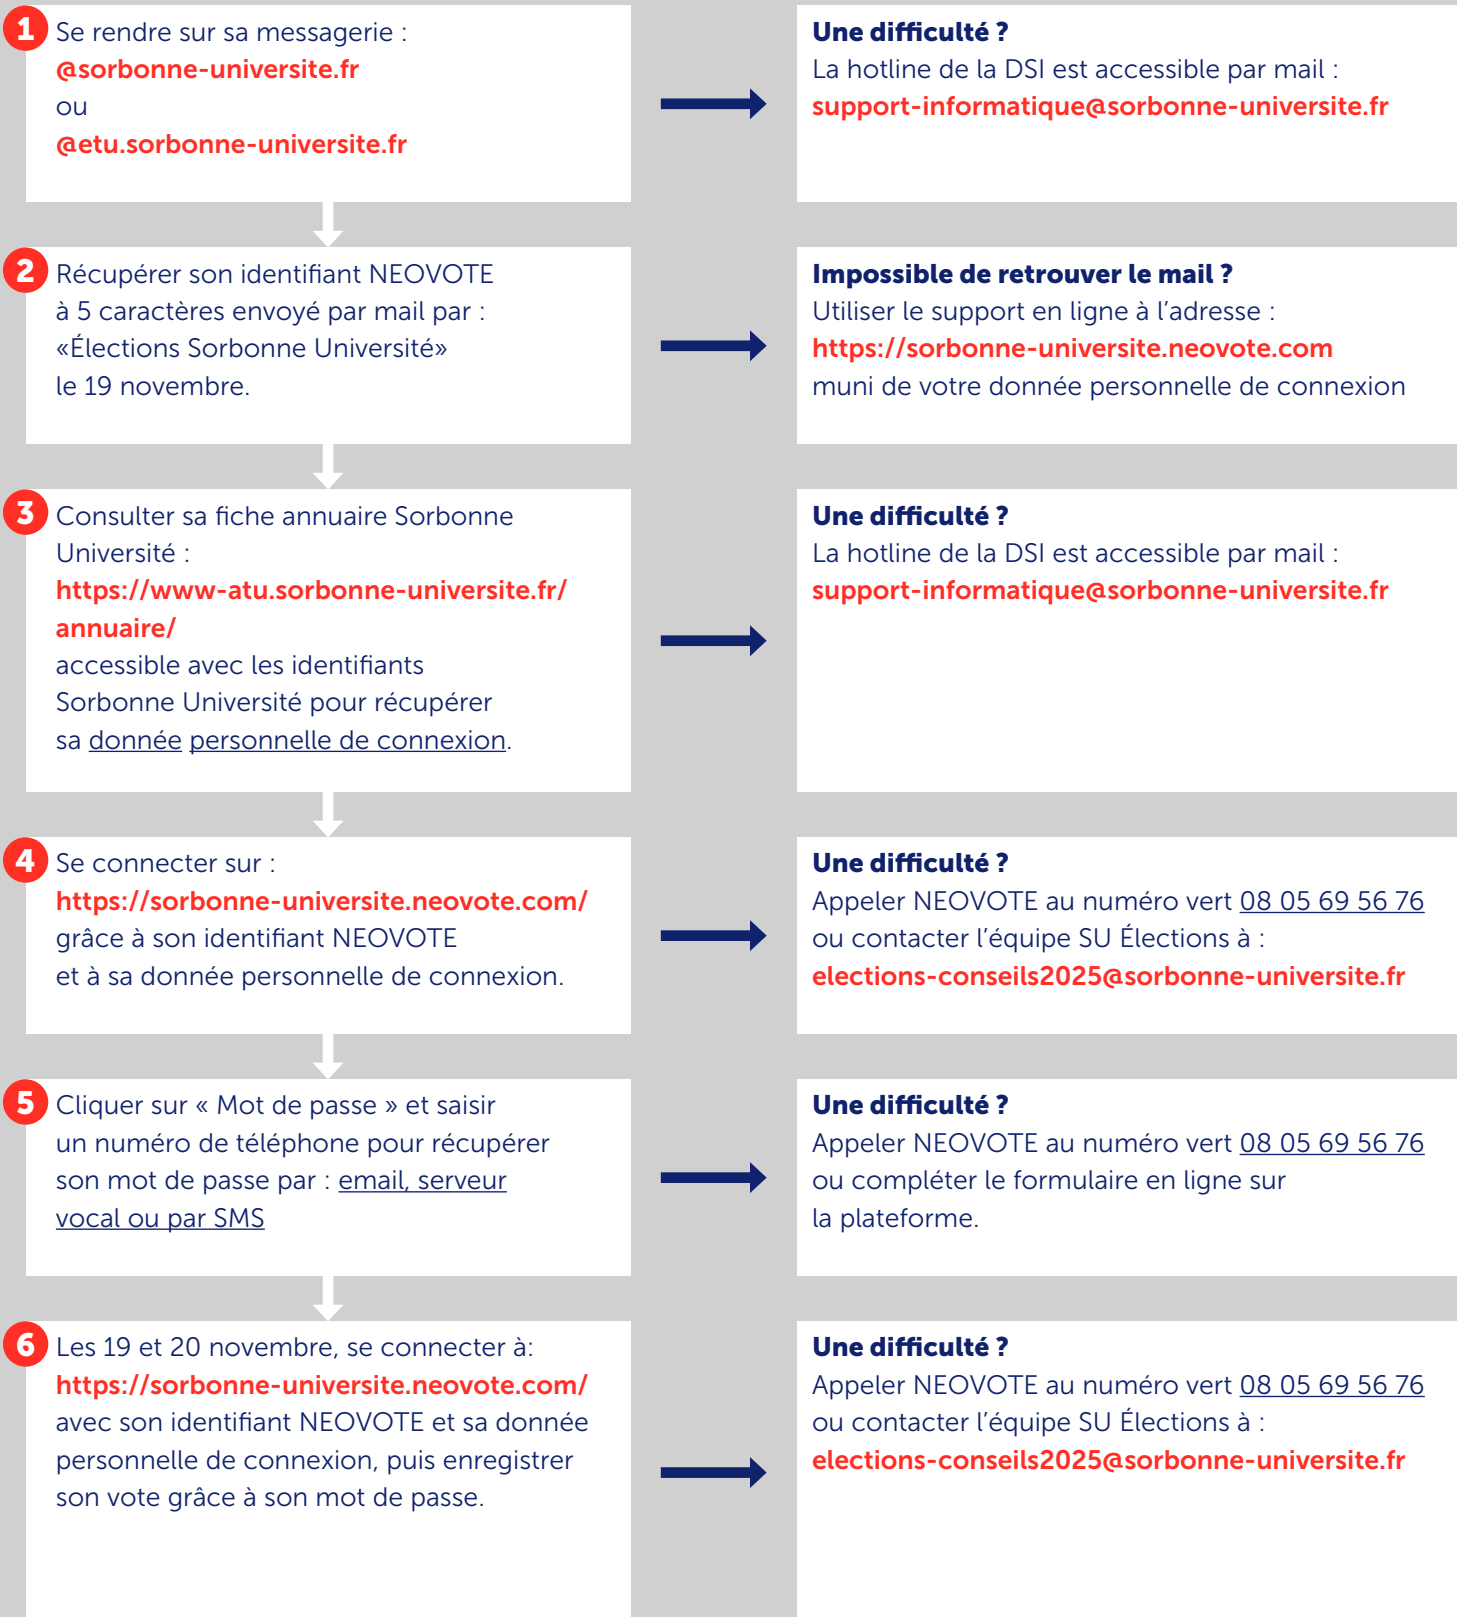 1
Se rendre sur sa messagerie :
@sorbonne-universite.fr
ou
@etu.sorbonne-universite.fr
Une difficulté ?
La hotline de la DSI est accessible par mail :
support-informatique@sorbonne-universite.fr
2
Récupérer son identifiant NEOVOTE
à 5 caractères envoyé par mail par :
«Élections Sorbonne Université»
le 19 novembre.
Impossible de retrouver le mail ?
Utiliser le support en ligne à l’adresse :
https://sorbonne-universite.neovote.com
muni de votre donnée personnelle de connexion
3
Consulter sa fiche annuaire Sorbonne
Université :
https://www-atu.sorbonne-universite.fr/
annuaire/
accessible avec les identifiants
Sorbonne Université pour récupérer
sa donnée personnelle de connexion.
Une difficulté ?
La hotline de la DSI est accessible par mail :
support-informatique@sorbonne-universite.fr
4
Se connecter sur :
https://sorbonne-universite.neovote.com/
grâce à son identifiant NEOVOTE
et à sa donnée personnelle de connexion.
Une difficulté ?
Appeler NEOVOTE au numéro vert 08 05 69 56 76
ou contacter l’équipe SU Élections à :
elections-conseils2025@sorbonne-universite.fr
5
Cliquer sur « Mot de passe » et saisir
un numéro de téléphone pour récupérer
son mot de passe par : email, serveur
vocal ou par SMS
Une difficulté ?
Appeler NEOVOTE au numéro vert 08 05 69 56 76
ou compléter le formulaire en ligne sur
la plateforme.
6
Les 19 et 20 novembre, se connecter à:
https://sorbonne-universite.neovote.com/
avec son identifiant NEOVOTE et sa donnée
personnelle de connexion, puis enregistrer
son vote grâce à son mot de passe.
Une difficulté ?
Appeler NEOVOTE au numéro vert 08 05 69 56 76
ou contacter l’équipe SU Élections à :
elections-conseils2025@sorbonne-universite.fr